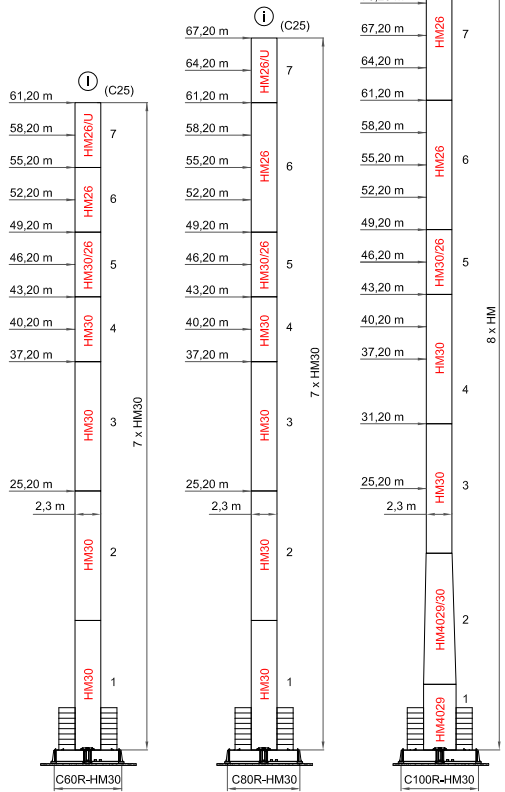 i (C25)
61,20 m
58,20 m
55,20 m
52,20 m
49,20 m
46,20 m
43,20 m
40,20 m
37,20 m
25,20 m
2,3 m
HM26/U 7
HM26 6
HM30/26 5
HM30 4
HM30 3
HM30 2
HM30 1
7 x HM30
C60R-HM30
i (C25)
67,20 m
64,20 m
61,20 m
58,20 m
55,20 m
52,20 m
49,20 m
46,20 m
43,20 m
40,20 m
37,20 m
25,20 m
2,3 m
HM26/U 7
HM26 6
HM30/26 5
HM30 4
HM30 3
HM30 2
HM30 1
7 x HM30
C80R-HM30
67,20 m
64,20 m
61,20 m
58,20 m
55,20 m
52,20 m
49,20 m
46,20 m
43,20 m
40,20 m
37,20 m
31,20 m
25,20 m
2,3 m
HM26 7
HM26 6
HM30/26 5
HM30 4
HM30 3
HM4029/30 2
HM4029 1
8 x HM
C100R-HM30